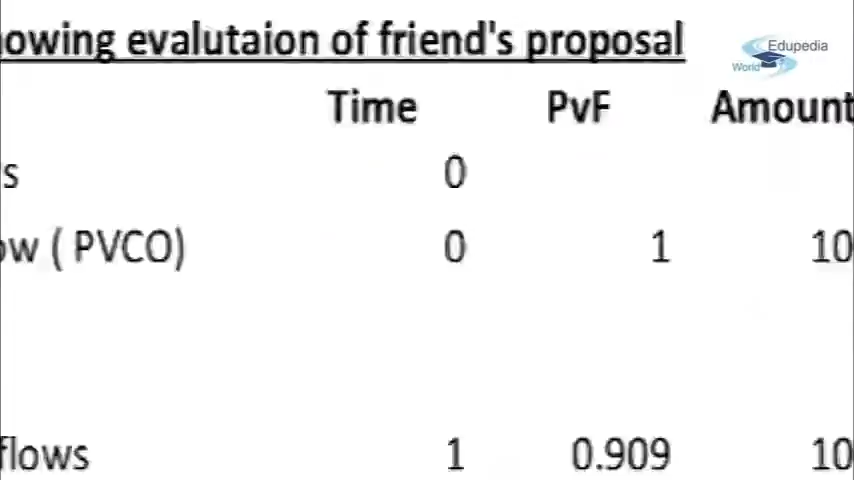 howing evalutaion of friend's proposal
Edupedia
World
Time PvF Amount
s 0
ow ( PVCO) 0 1 10
flows 1 0.909 10